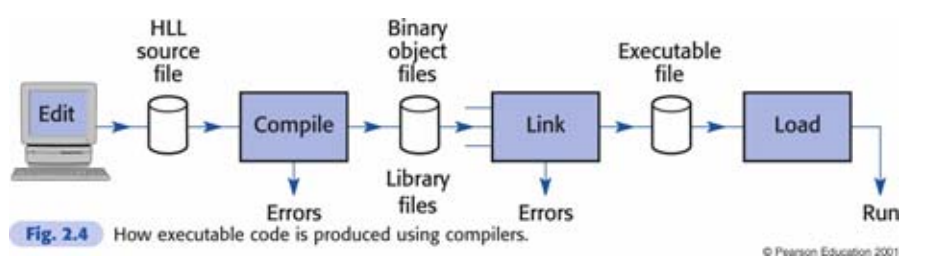 HLL
source
file
Binary
object
files
Executable
file
Edit
Compile
Link
Load
Library
files
Errors
Errors
Run
Fig. 2.4 How executable code is produced using compilers.
© Pearson Education 2001